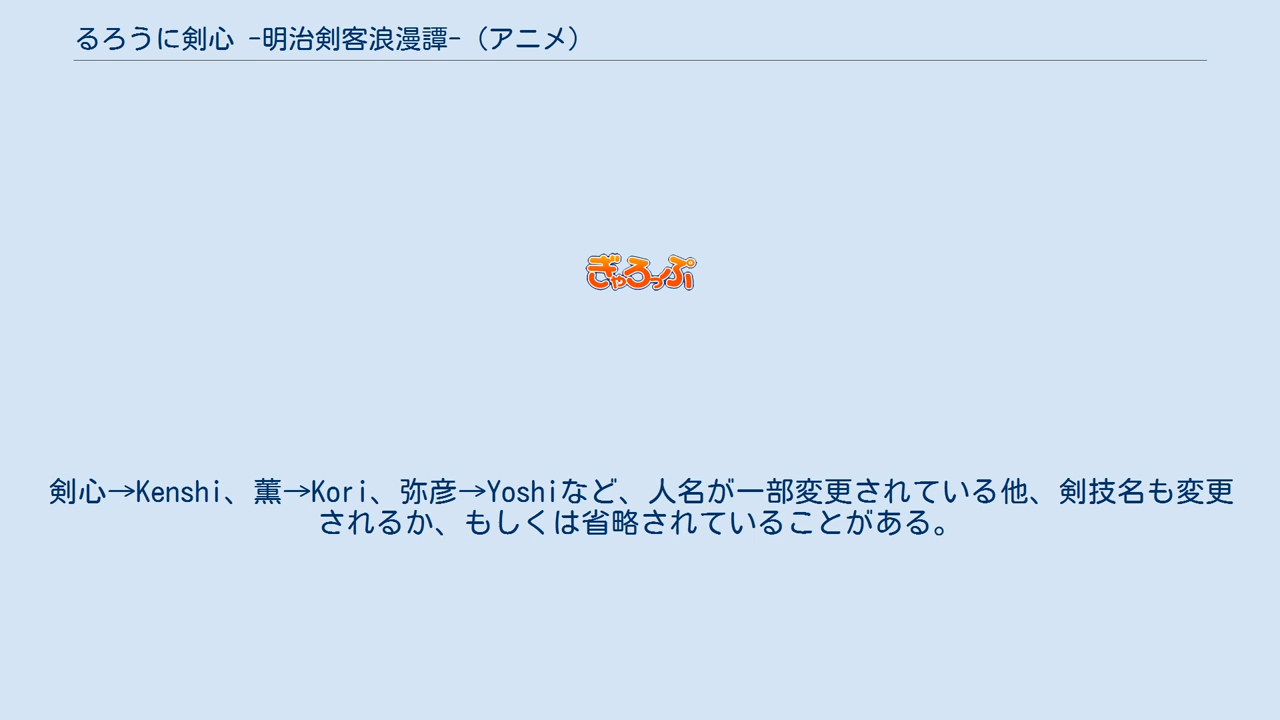 るろうに剣心 -明治剣客浪漫譚-（アニメ）
ぎゃろっぷ
剣心→Kenshi、薫→Kori、弥彦→Yoshiなど、人名が一部変更されている他、剣技名も変更
されるか、もしくは省略されていることがある。